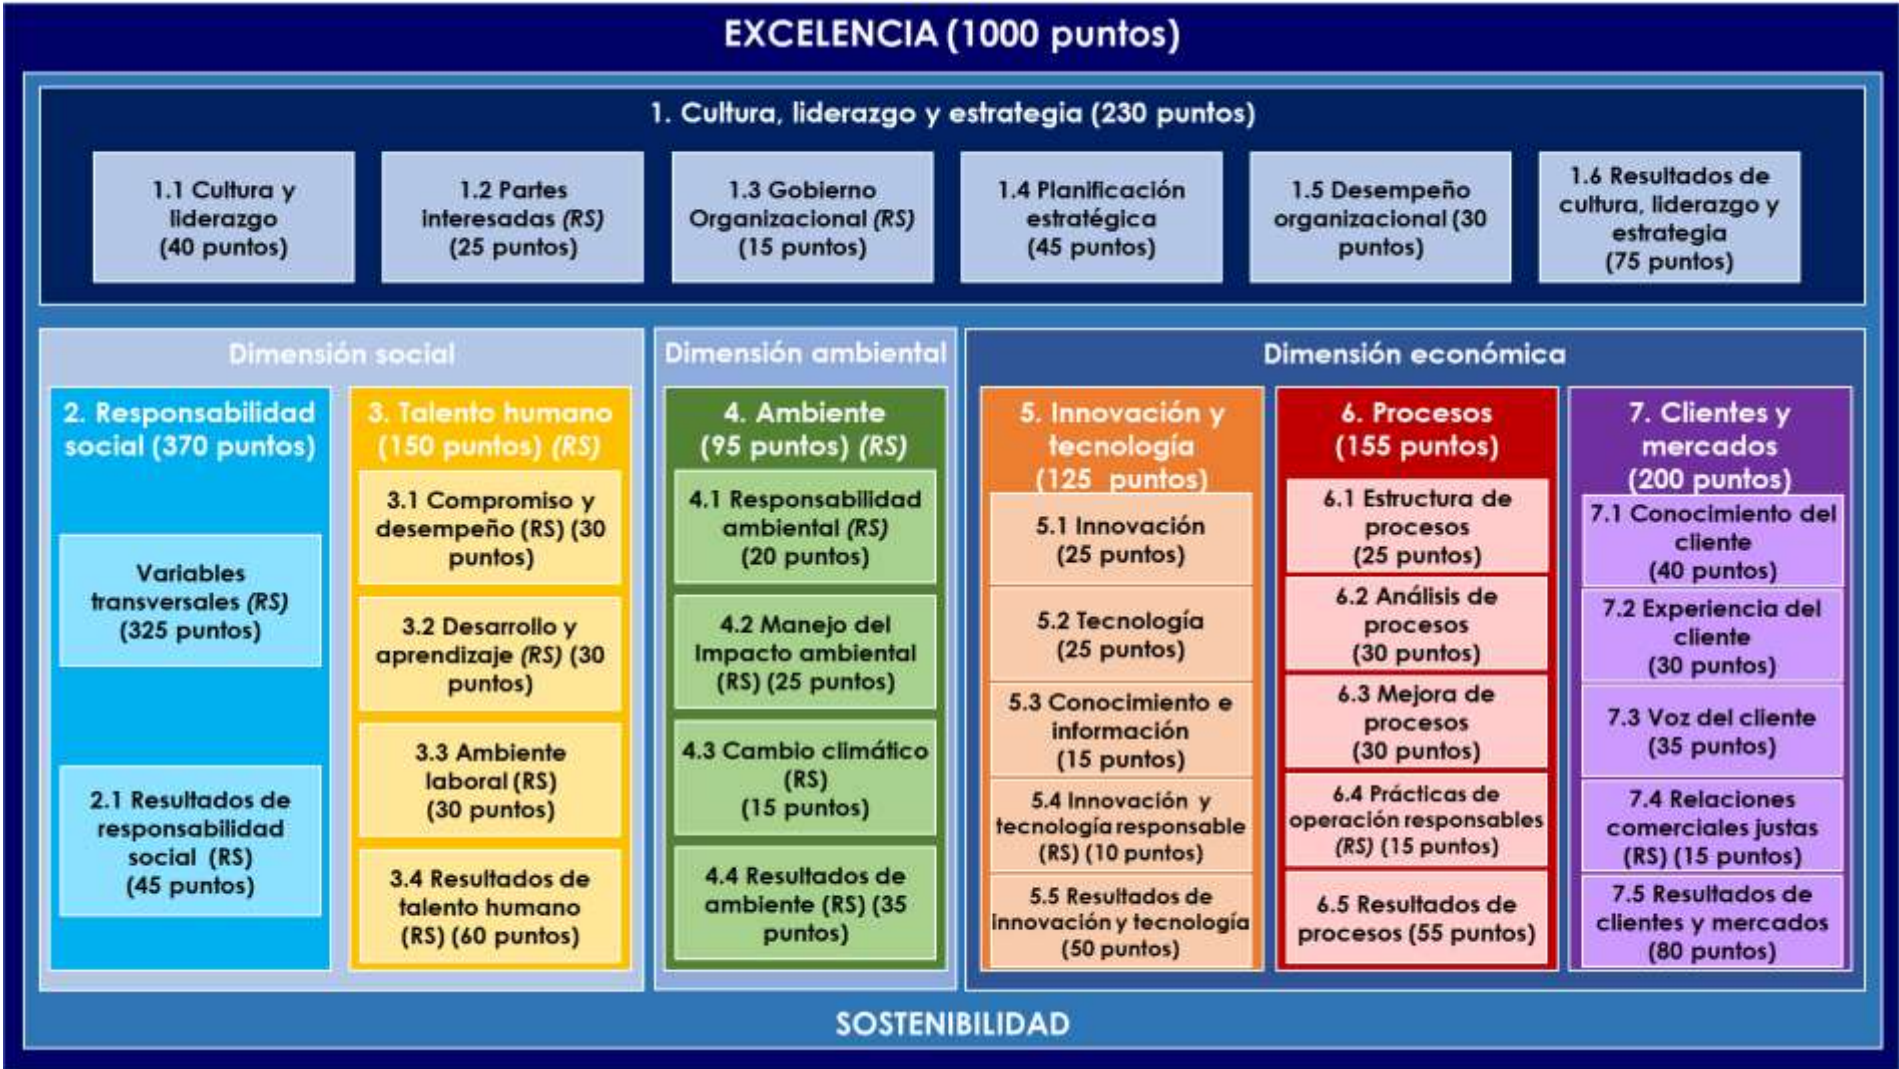 EXCELENCIA (1000 puntos)
1. Cultura, liderazgo y estrategia (230 puntos)
1.1 Cultura y
liderazgo
(40 puntos)
1.2 Partes
interesadas (RS)
(25 puntos)
1.3 Gobierno
Organizacional (RS)
(15 puntos)
1.4 Planificación
estratégica
(45 puntos)
1.5 Desempeño
organizacional (30
puntos)
1.6 Resultados de
cultura, liderazgo y
estrategia
(75 puntos)
Dimensión social
2. Responsabilidad
social (370 puntos)
Variables
transversales (RS)
(325 puntos)
2.1 Resultados de
responsabilidad
social (RS)
(45 puntos)
3. Talento humano
(150 puntos) (RS)
3.1 Compromiso y
desempeño (RS) (30
puntos)
3.2 Desarrollo y
aprendizaje (RS) (30
puntos)
3.3 Ambiente
laboral (RS)
(30 puntos)
3.4 Resultados de
talento humano
(RS) (60 puntos)
Dimensión ambiental
4. Ambiente
(95 puntos) (RS)
4.1 Responsabilidad
ambiental (RS)
(20 puntos)
4.2 Manejo del
Impacto ambiental
(RS) (25 puntos)
4.3 Cambio climático
(RS)
(15 puntos)
4.4 Resultados de
ambiente (RS) (35
puntos)
Dimensión económica
5. Innovación y
tecnología
(125 puntos)
5.1 Innovación
(25 puntos)
5.2 Tecnología
(25 puntos)
5.3 Conocimiento e
información
(15 puntos)
5.4 Innovación y
tecnología responsable
(RS) (10 puntos)
5.5 Resultados de
innovación y tecnología
(50 puntos)
6. Procesos
(155 puntos)
6.1 Estructura de
procesos
(25 puntos)
6.2 Análisis de
procesos
(30 puntos)
6.3 Mejora de
procesos
(30 puntos)
6.4 Prácticas de
operación responsables
(RS) (15 puntos)
6.5 Resultados de
procesos (55 puntos)
7. Clientes y
mercados
(200 puntos)
7.1 Conocimiento del
cliente
(40 puntos)
7.2 Experiencia del
cliente
(30 puntos)
7.3 Voz del cliente
(35 puntos)
7.4 Relaciones
comerciales justas
(RS) (15 puntos)
7.5 Resultados de
clientes y mercados
(80 puntos)
SOSTENIBILIDAD